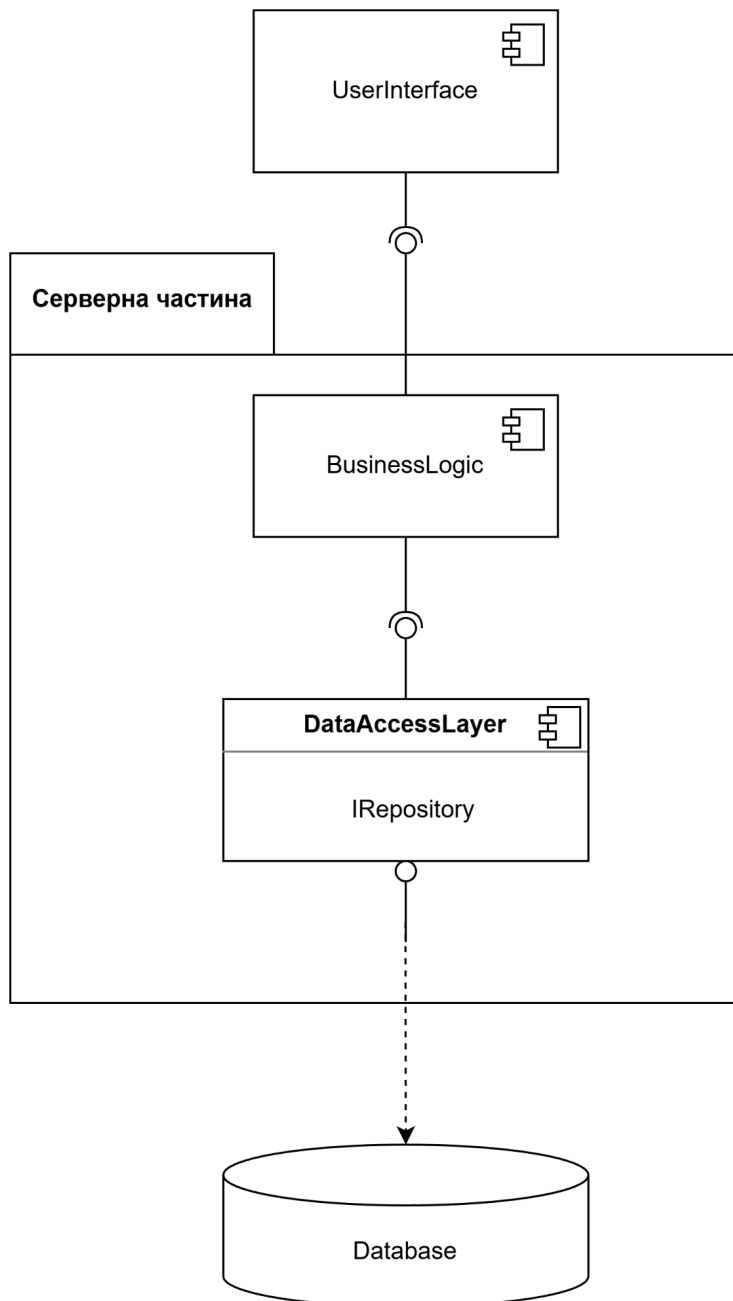 UserInterface
Серверна частина
BusinessLogic
DataAccessLayer
IRepository
Database